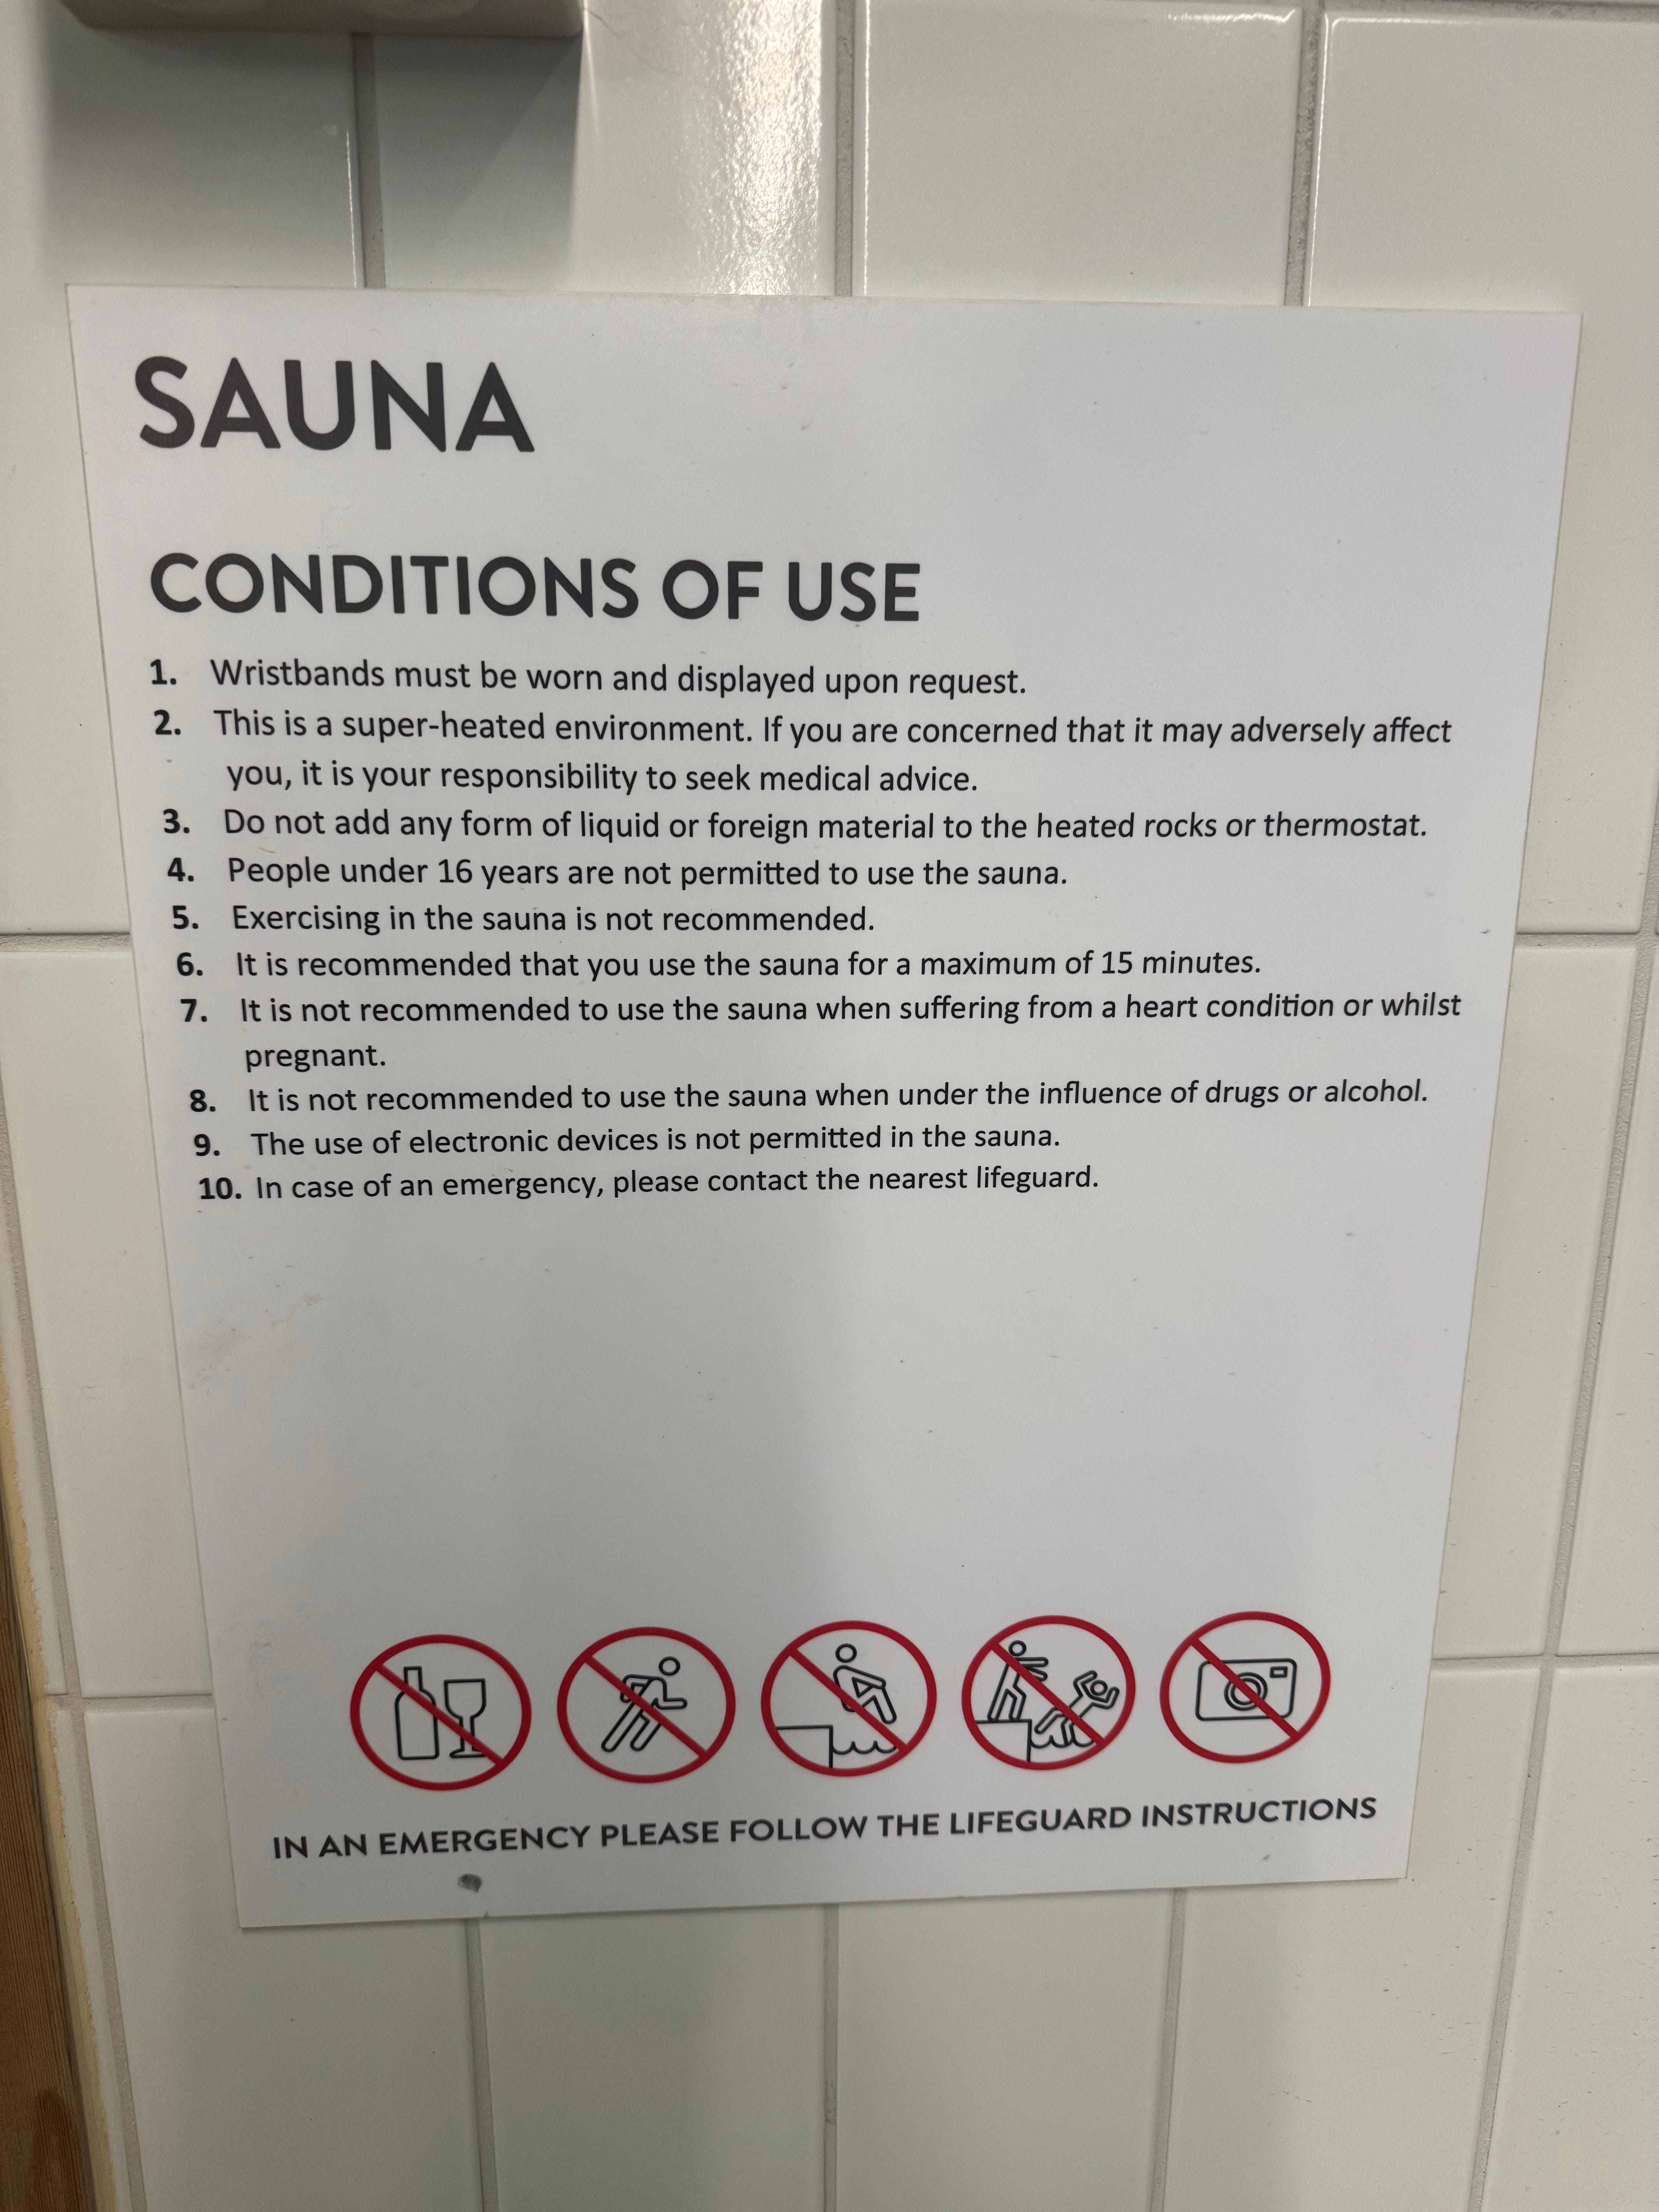 SAUNA
CONDITIONS OF USE
1. Wristbands must be worn and displayed upon request.
2. This is a super-heated environment. If you are concerned that it may adversely affect
you, it is your responsibility to seek medical advice.
3. Do not add any form of liquid or foreign material to the heated rocks or thermostat.
4. People under 16 years are not permitted to use the sauna.
5. Exercising in the sauna is not recommended.
6. It is recommended that you use the sauna for a maximum of 15 minutes.
7. It is not recommended to use the sauna when suffering from a heart condition or whilst
pregnant.
8. It is not recommended to use the sauna when under the influence of drugs or alcohol.
9. The use of electronic devices is not permitted in the sauna.
10. In case of an emergency, please contact the nearest lifeguard.
IN AN EMERGENCY PLEASE FOLLOW THE LIFEGUARD INSTRUCTIONS